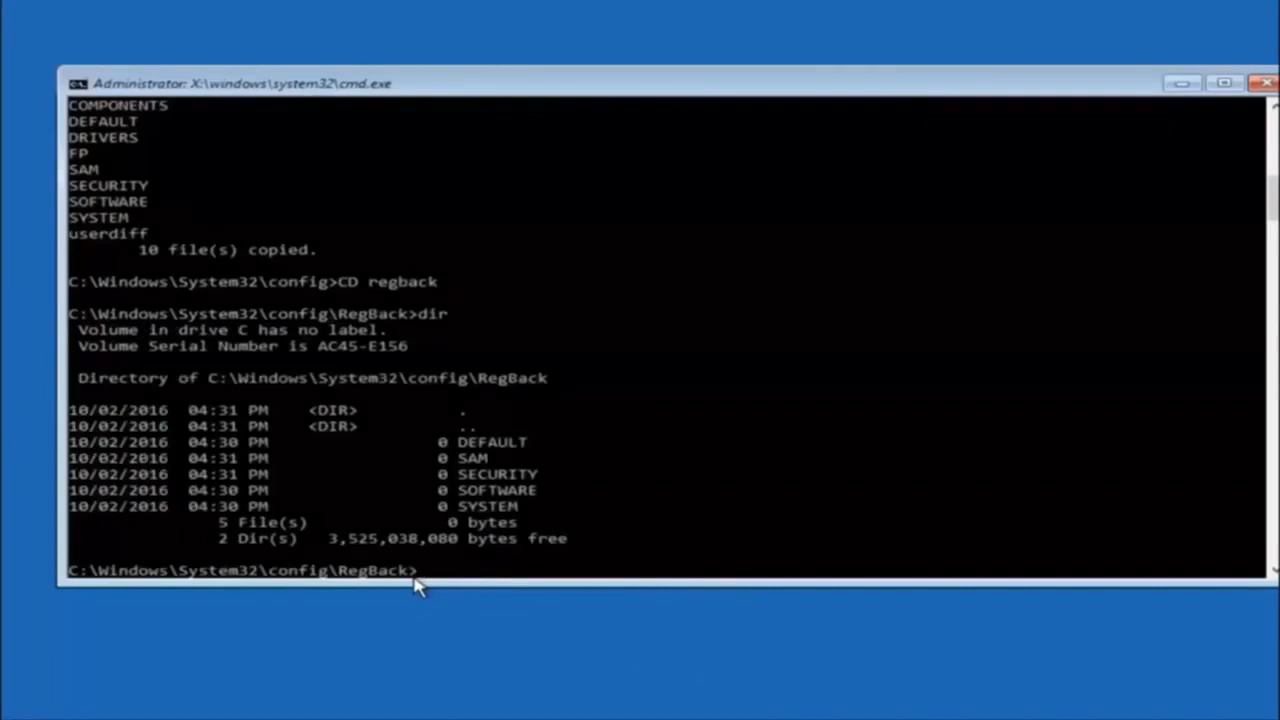 Administrator: X:\windows\system32\cmd.exe
COMPONENTS
DEFAULT
DRIVERS
FP
SAM
SECURITY
SOFTWARE
SYSTEM
userdiff
10 file(s) copied.
C:\Windows\System32\config>CD regback
C:\Windows\System32\config\RegBack>dir
Volume in drive C has no label.
Volume Serial Number is AC45-E156
Directory of C:\Windows\System32\config\RegBack
10/02/2016 04:31 PM <DIR> .
10/02/2016 04:31 PM <DIR> ..
10/02/2016 04:30 PM 0 DEFAULT
10/02/2016 04:31 PM 0 SAM
10/02/2016 04:31 PM 0 SECURITY
10/02/2016 04:30 PM 0 SOFTWARE
10/02/2016 04:30 PM 0 SYSTEM
5 File(s) 0 bytes
2 Dir(s) 3,525,038,080 bytes free
C:\Windows\System32\config\RegBack>